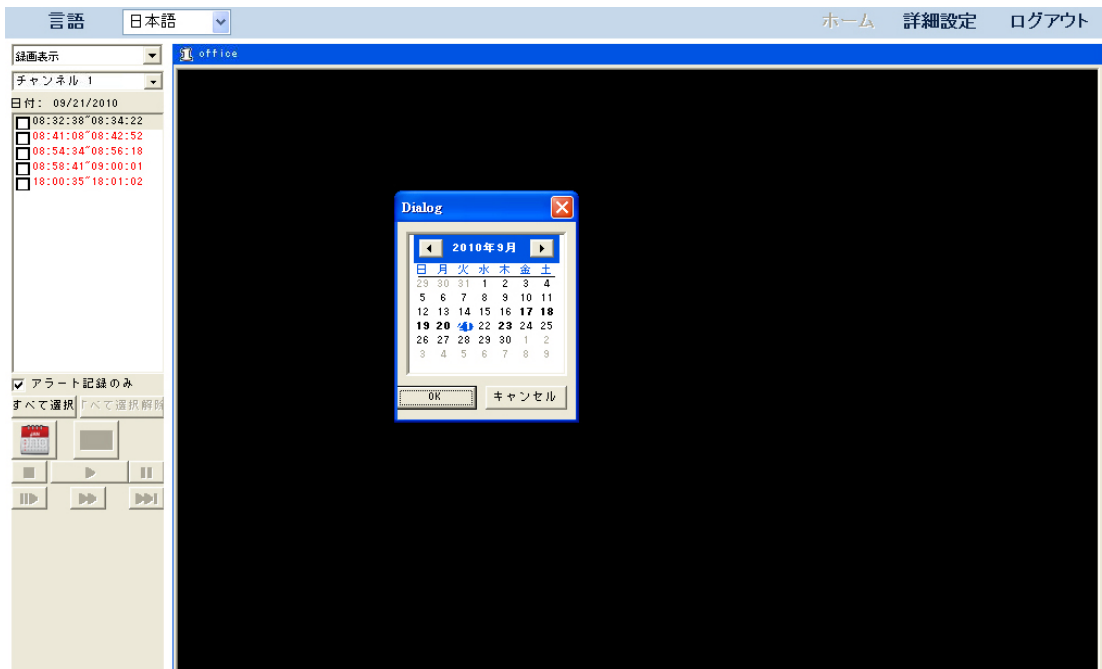 言語 日本語 ホーム 詳細設定 ログアウト
録画表示
office
チャンネル 1
日付: 09/21/2010
08:32:38~08:34:22
08:41:08~08:42:52
08:54:34~08:56:18
08:58:41~09:00:01
18:00:35~18:01:02
アラート記録のみ
すべて選択 すべて選択解除
Dialog
2010年9月
日 月 火 水 木 金 土
29 30 31 1 2 3 4
5 6 7 8 9 10 11
12 13 14 15 16 17 18
19 20 22 23 24 25
26 27 28 29 30 1 2
3 4 5 6 7 8 9
OK キャンセル